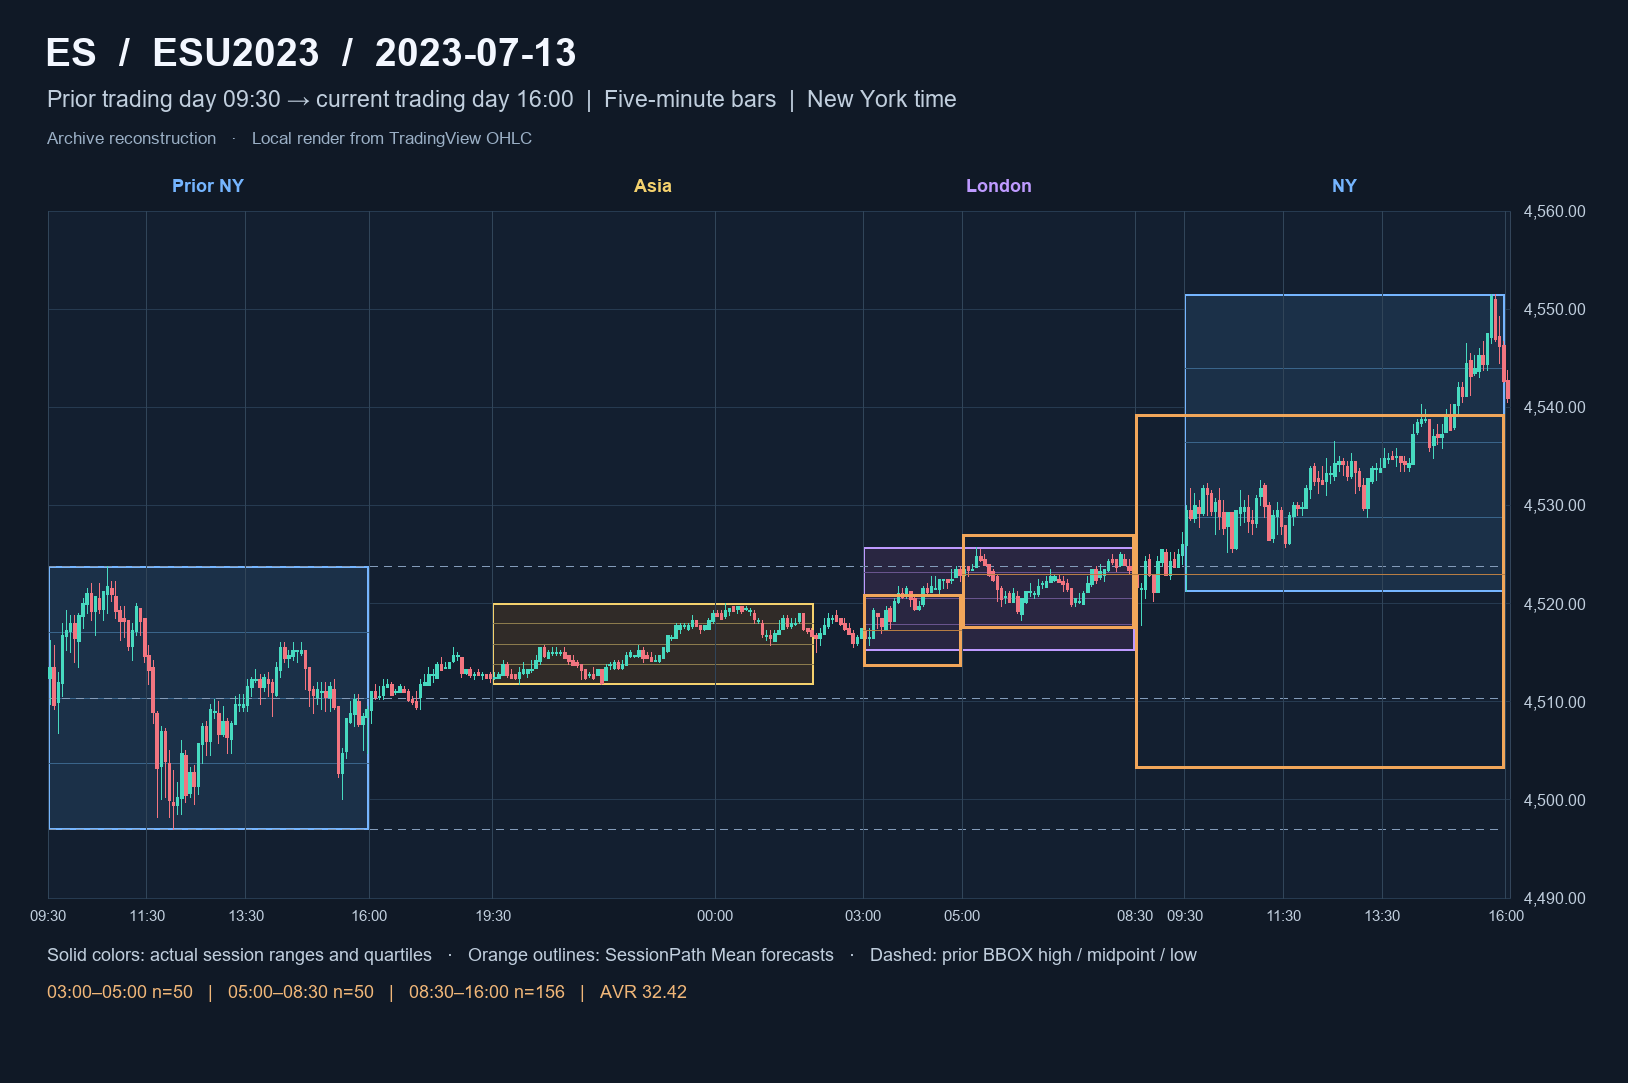 ES / ESU2023 / 2023-07-13
Prior trading day 09:30 → current trading day 16:00 | Five-minute bars | New York time
Archive reconstruction · Local render from TradingView OHLC
Prior NY Asia London NY
4,560.00
4,550.00
4,540.00
4,530.00
4,520.00
4,510.00
4,500.00
4,490.00
09:30 11:30 13:30 16:00 19:30 00:00 03:00 05:00 08:30 09:30 11:30 13:30 16:00
Solid colors: actual session ranges and quartiles · Orange outlines: SessionPath Mean forecasts · Dashed: prior BBOX high / midpoint / low
03:00–05:00 n=50 | 05:00–08:30 n=50 | 08:30–16:00 n=156 | AVR 32.42